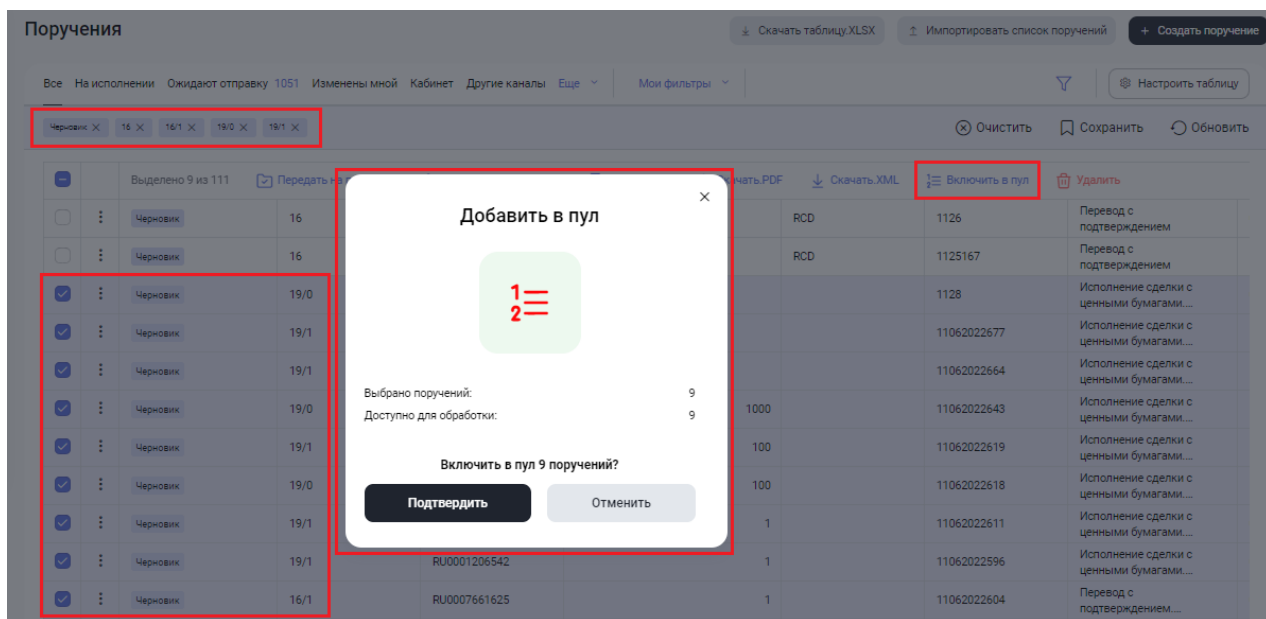 Поручения
Скачать таблицу.XLSX
Импортировать список поручений
+ Создать поручение
Все На исполнении Ожидают отправку 1051 Изменены мной Кабинет Другие каналы Еще Мои фильтры
Настроить таблицу
Черновик 16 16/1 19/0 19/1
Очистить Сохранить Обновить
Выделено 9 из 111 Передать на Скачать.XML Включить в пул Удалить
Черновик 16 RCD 1126 Перевод с
подтверждением
Черновик 16 RCD 1125167 Перевод с
подтверждением
Черновик 19/0 1128 Исполнение сделки с
ценными бумагами....
Черновик 19/1 11062022677 Исполнение сделки с
ценными бумагами....
Черновик 19/1 11062022664 Исполнение сделки с
ценными бумагами....
Черновик 19/0 1000 11062022643 Исполнение сделки с
ценными бумагами....
Черновик 19/1 100 11062022619 Исполнение сделки с
ценными бумагами....
Черновик 19/0 100 11062022618 Исполнение сделки с
ценными бумагами....
Черновик 19/1 1 11062022611 Исполнение сделки с
ценными бумагами....
Черновик 19/1 RU0001206542 1 11062022596 Исполнение сделки с
ценными бумагами....
Черновик 16/1 RU0007661625 1 11062022604 Перевод с
подтверждением....
Добавить в пул
1
2
Выбрано поручений: 9
Доступно для обработки: 9
Включить в пул 9 поручений?
Подтвердить Отменить